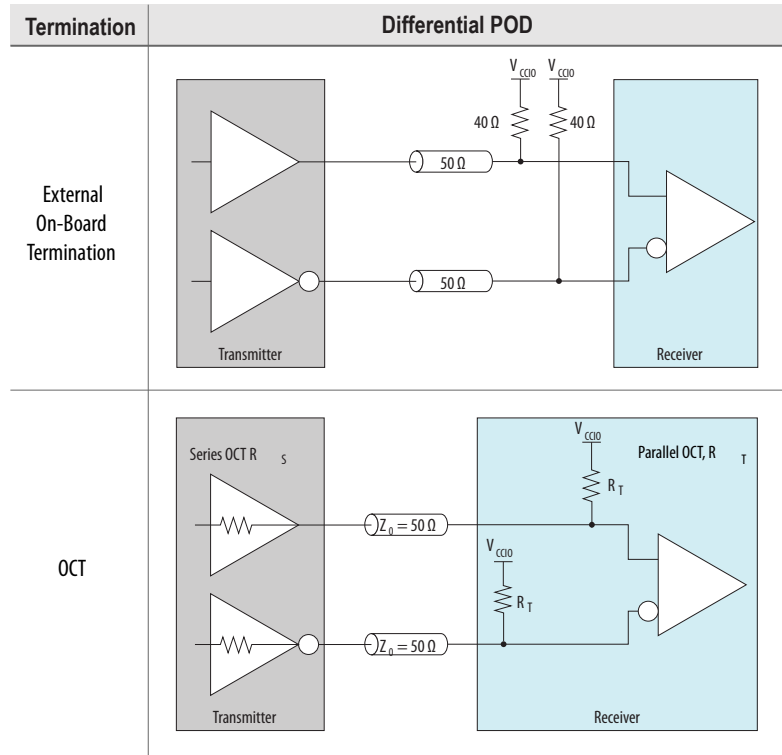 Termination Differential POD
External
On-Board
Termination
V CCIO V CCIO
40 Ω 40 Ω
50 Ω
50 Ω
Transmitter Receiver
OCT
Series OCT R S
V CCIO
Parallel OCT, R T
R T
Z 0 = 50 Ω
V CCIO
R T
Z 0 = 50 Ω
Transmitter Receiver